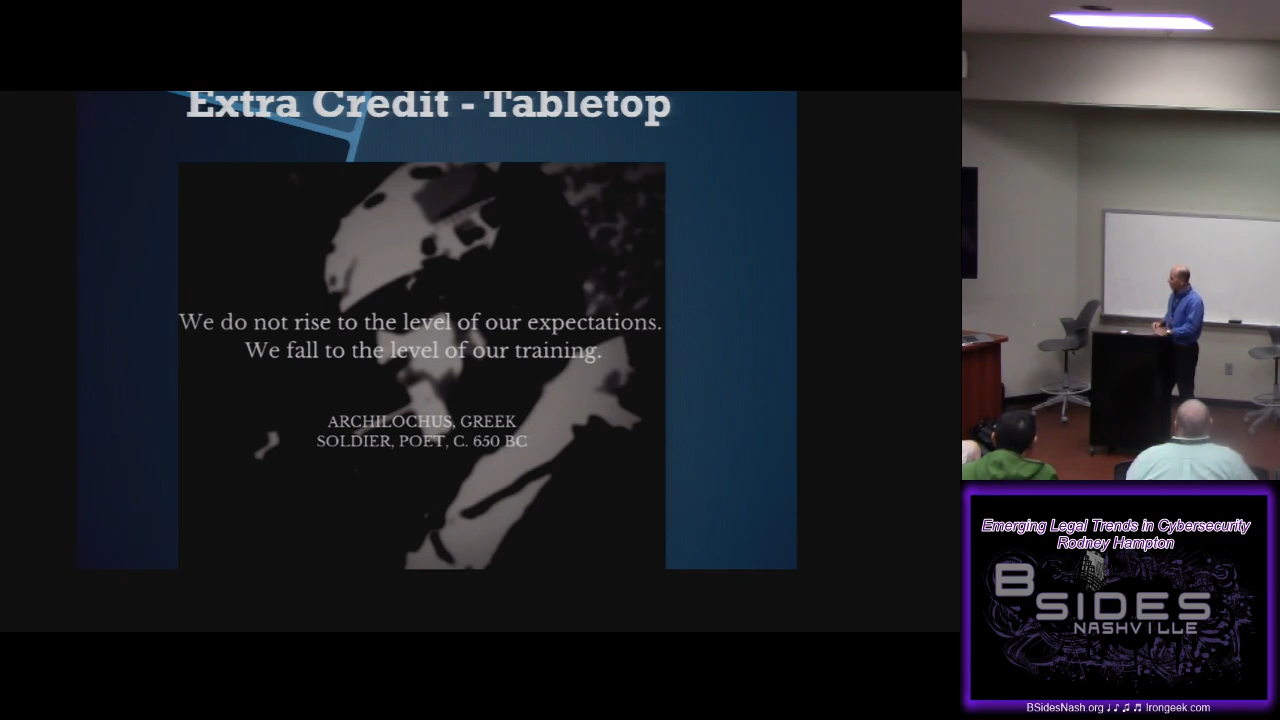 Extra Credit - Tabletop
We do not rise to the level of our expectations.
We fall to the level of our training.
ARCHILOCHUS, GREEK
SOLDIER, POET, C. 650 BC
Emerging Legal Trends in Cybersecurity
Rodney Hampton
BSIDES
NASHVILLE
BSidesNash.org ♩♪♫♬ Irongeek.com